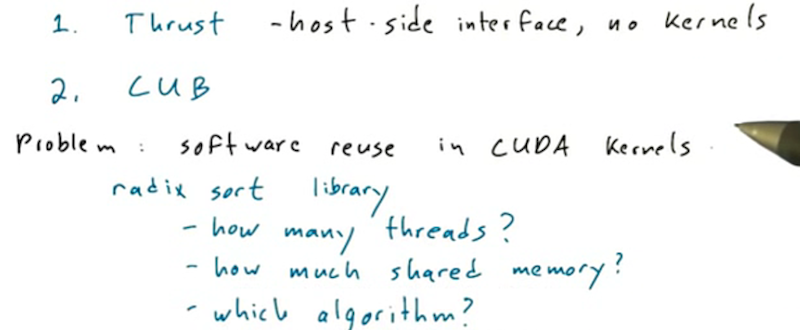 1. Thrust - host-side interface, no kernels
2. CUB
Problem: software reuse in CUDA kernels.
radix sort library
- how many threads?
- how much shared memory?
- which algorithm?